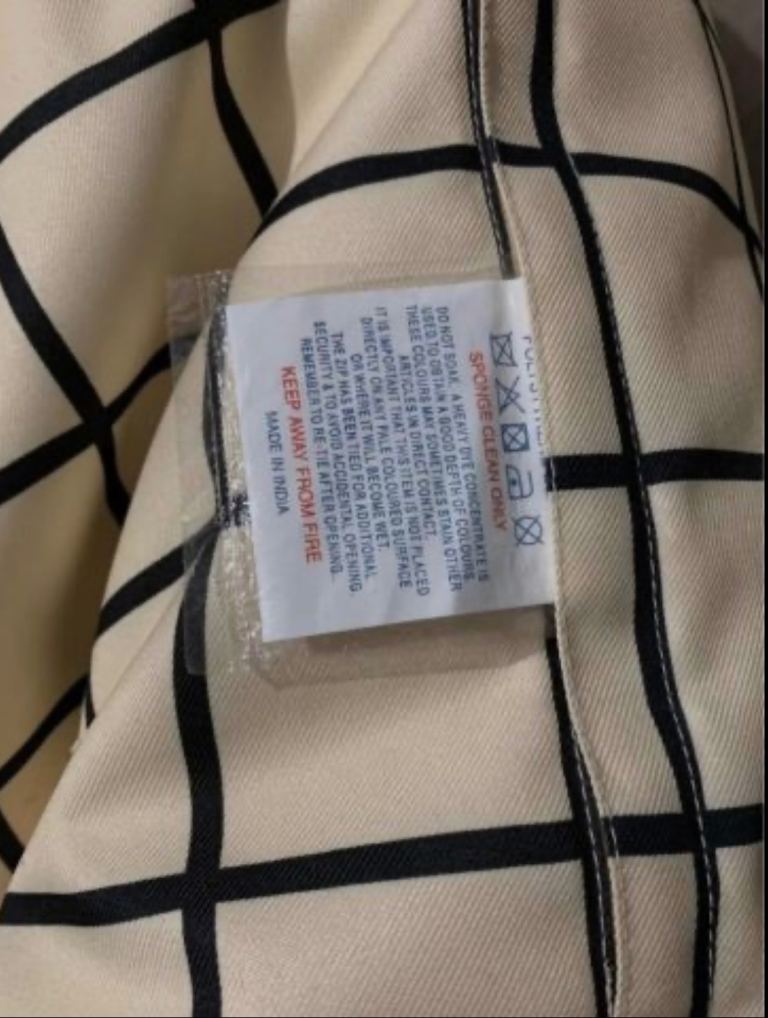 SPONGE CLEAN ONLY
DO NOT SOAK. A HEAVY DYE CONCENTRATE IS
USED TO OBTAIN A GOOD DEPTH OF COLOURS.
THESE COLOURS MAY SOMETIMES STAIN OTHER
ARTICLES IN DIRECT CONTACT.
IT IS IMPORTANT THAT THIS ITEM IS NOT PLACED
DIRECTLY ON ANY PALE COLOURED SURFACE
OR WHERE IT WILL BECOME WET.
THE ZIP HAS BEEN TIED FOR ADDITIONAL
SECURITY & TO AVOID ACCIDENTAL OPENING.
REMEMBER TO RE-TIE AFTER OPENING.
KEEP AWAY FROM FIRE
MADE IN INDIA